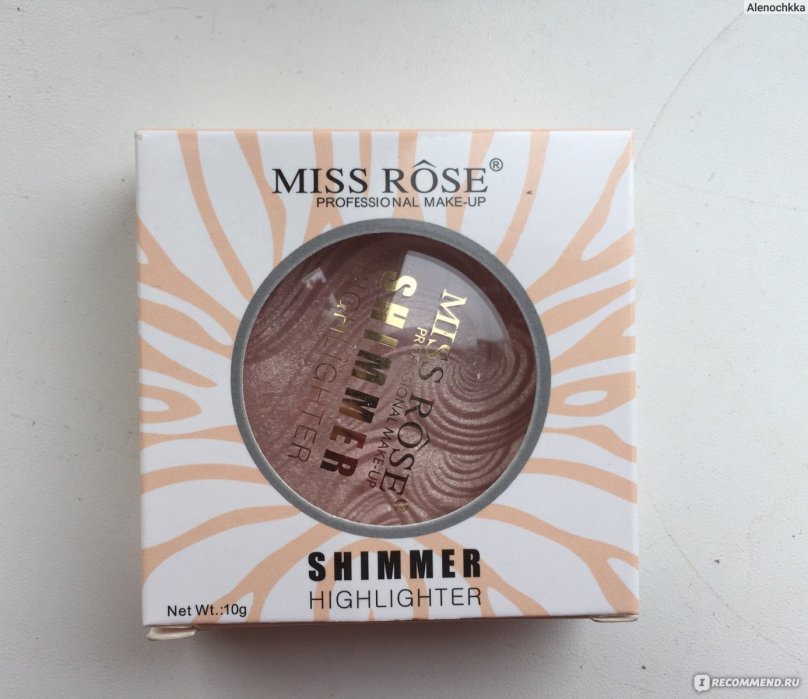 Alenochkka
MISS RÔSE®
PROFESSIONAL MAKE-UP
MISS RÔSE
PROFESSIONAL MAKE-UP
SHIMMER
HIGHLIGHTER
SHIMMER
HIGHLIGHTER
Net Wt.:10g
I RECOMMEND.RU